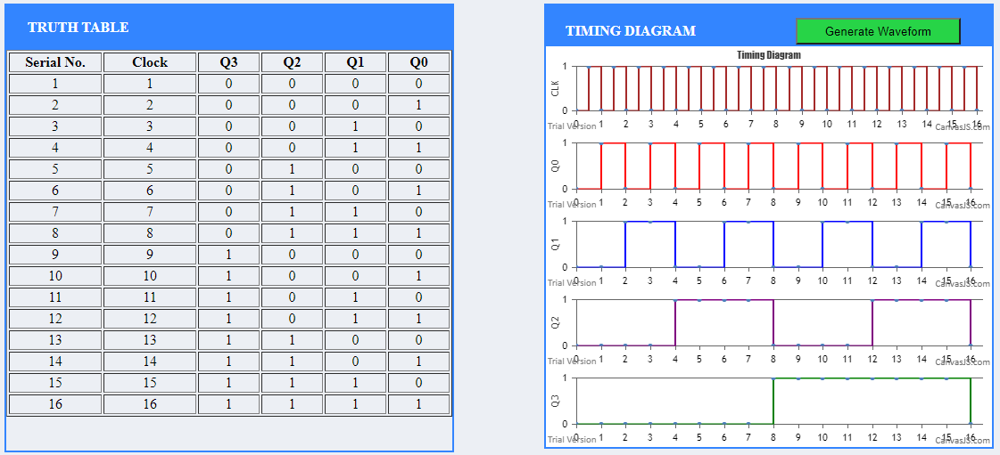 TRUTH TABLE
Serial No. Clock Q3 Q2 Q1 Q0
1 1 0 0 0 0
2 2 0 0 0 1
3 3 0 0 1 0
4 4 0 0 1 1
5 5 0 1 0 0
6 6 0 1 0 1
7 7 0 1 1 0
8 8 0 1 1 1
9 9 1 0 0 0
10 10 1 0 0 1
11 11 1 0 1 0
12 12 1 0 1 1
13 13 1 1 0 0
14 14 1 1 0 1
15 15 1 1 1 0
16 16 1 1 1 1
TIMING DIAGRAM Generate Waveform
Timing Diagram
1
CLK
0
0 1 2 3 4 5 6 7 8 9 10 11 12 13 14 15 16
Trial Version CanvasJS.com
1
Q0
0
0 1 2 3 4 5 6 7 8 9 10 11 12 13 14 15 16
Trial Version CanvasJS.com
1
Q1
0
0 1 2 3 4 5 6 7 8 9 10 11 12 13 14 15 16
Trial Version CanvasJS.com
1
Q2
0
0 1 2 3 4 5 6 7 8 9 10 11 12 13 14 15 16
Trial Version CanvasJS.com
1
Q3
0
0 1 2 3 4 5 6 7 8 9 10 11 12 13 14 15 16
Trial Version CanvasJS.com